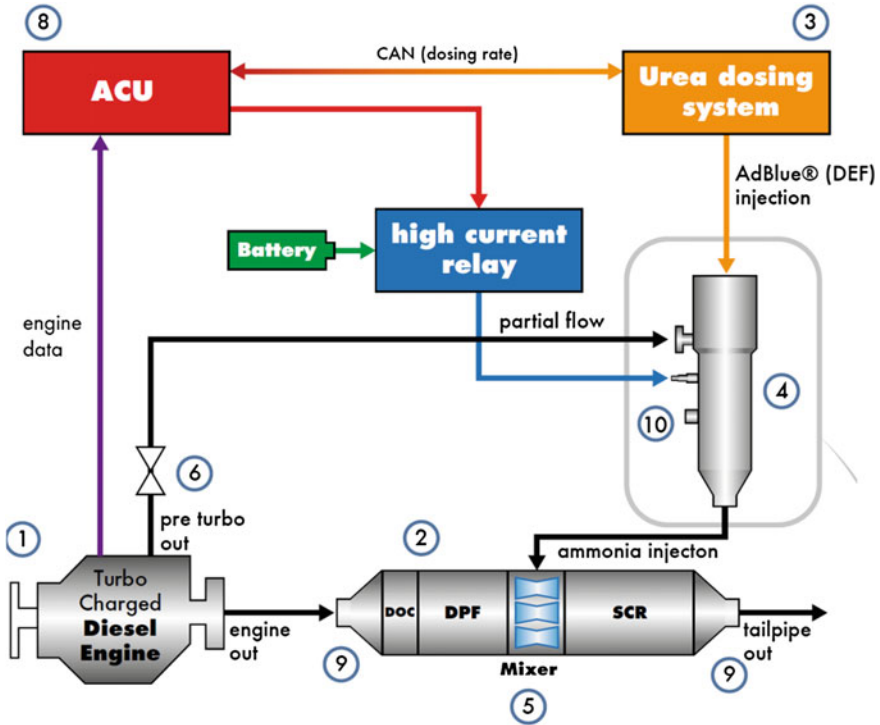 8
3
CAN (dosing rate)
ACU
Urea dosing
system
AdBlue® (DEF)
injection
high current
relay
Battery
engine
data
partial flow
4
10
6
1
pre turbo
out
2
ammonia injecton
Turbo
Charged
Diesel
Engine
engine
out
DOC
DPF
SCR
tailpipe
out
9
Mixer
9
5